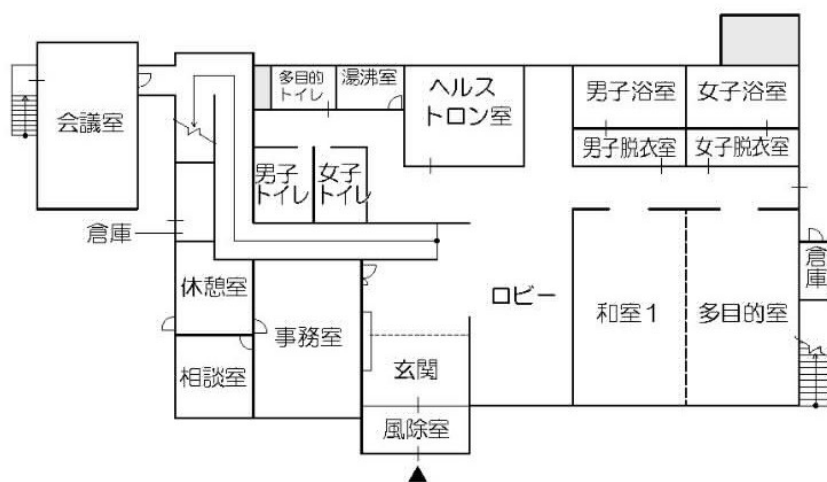 会議室
多目的
トイレ
湯沸室
ヘルス
トロン室
男子浴室
女子浴室
男子脱衣室
女子脱衣室
男子
トイレ
女子
トイレ
倉庫
休憩室
相談室
事務室
ロビー
玄関
風除室
和室1
多目的室
倉庫